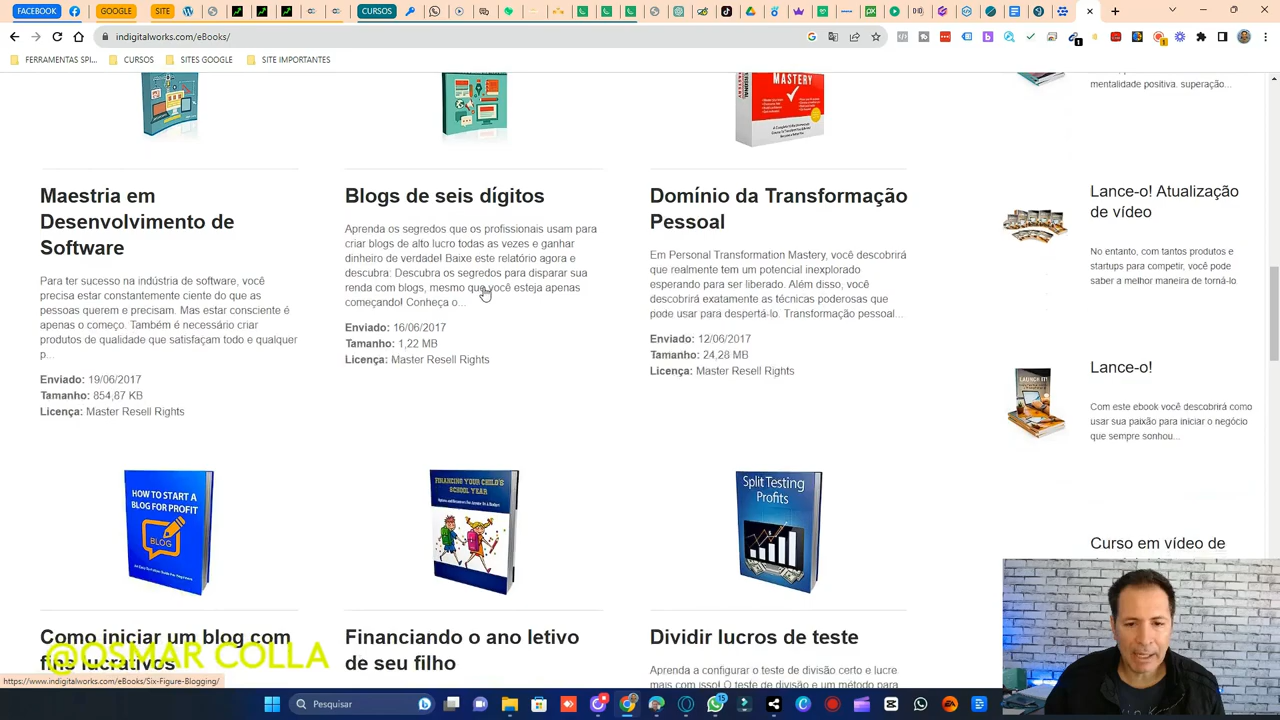 FACEBOOK
GOOGLE
SITE
CURSOS
indigitalworks.com/eBooks/
FERRAMENTAS SPI...
CURSOS
SITES GOOGLE
SITE IMPORTANTES
MASTERY
mentalidade positiva. superação...
Maestria em
Desenvolvimento de
Software
Para ter sucesso na indústria de software, você
precisa estar constantemente ciente do que as
pessoas querem e precisam. Mas estar consciente é
apenas o começo. Também é necessário criar
produtos de qualidade que satisfaçam todo e qualquer
p...
Enviado: 19/06/2017
Tamanho: 854,87 KB
Licença: Master Resell Rights
Blogs de seis dígitos
Aprenda os segredos que os profissionais usam para
criar blogs de alto lucro todas as vezes e ganhar
dinheiro de verdade! Baixe este relatório agora e
descubra: Descubra os segredos para disparar sua
renda com blogs, mesmo que você esteja apenas
começando! Conheça o...
Enviado: 16/06/2017
Tamanho: 1,22 MB
Licença: Master Resell Rights
Domínio da Transformação
Pessoal
Em Personal Transformation Mastery, você descobrirá
que realmente tem um potencial inexplorado
esperando para ser liberado. Além disso, você
descobrirá exatamente as técnicas poderosas que
pode usar para despertá-lo. Transformação pessoal...
Enviado: 12/06/2017
Tamanho: 24,28 MB
Licença: Master Resell Rights
Lance-o! Atualização
de vídeo
No entanto, com tantos produtos e
startups para competir, você pode
saber a melhor maneira de torná-lo.
Lance-o!
LAUNCH IT!
Com este ebook você descobrirá como
usar sua paixão para iniciar o negócio
que sempre sonhou...
Curso em vídeo de
HOW TO START A
BLOG FOR PROFIT
BLOG
FINANCING YOUR CHILD'S
SCHOOL YEAR
Split Testing
Profits
Como iniciar um blog com
fins lucrativos
Financiando o ano letivo
de seu filho
Dividir lucros de teste
Aprenda a configurar o teste de divisão certo e lucre
mais com isso! O teste de divisão é um método para
@OSMAR COLLA
https://www.indigitalworks.com/eBooks/Six-Figure-Blogging/
Pesquisar